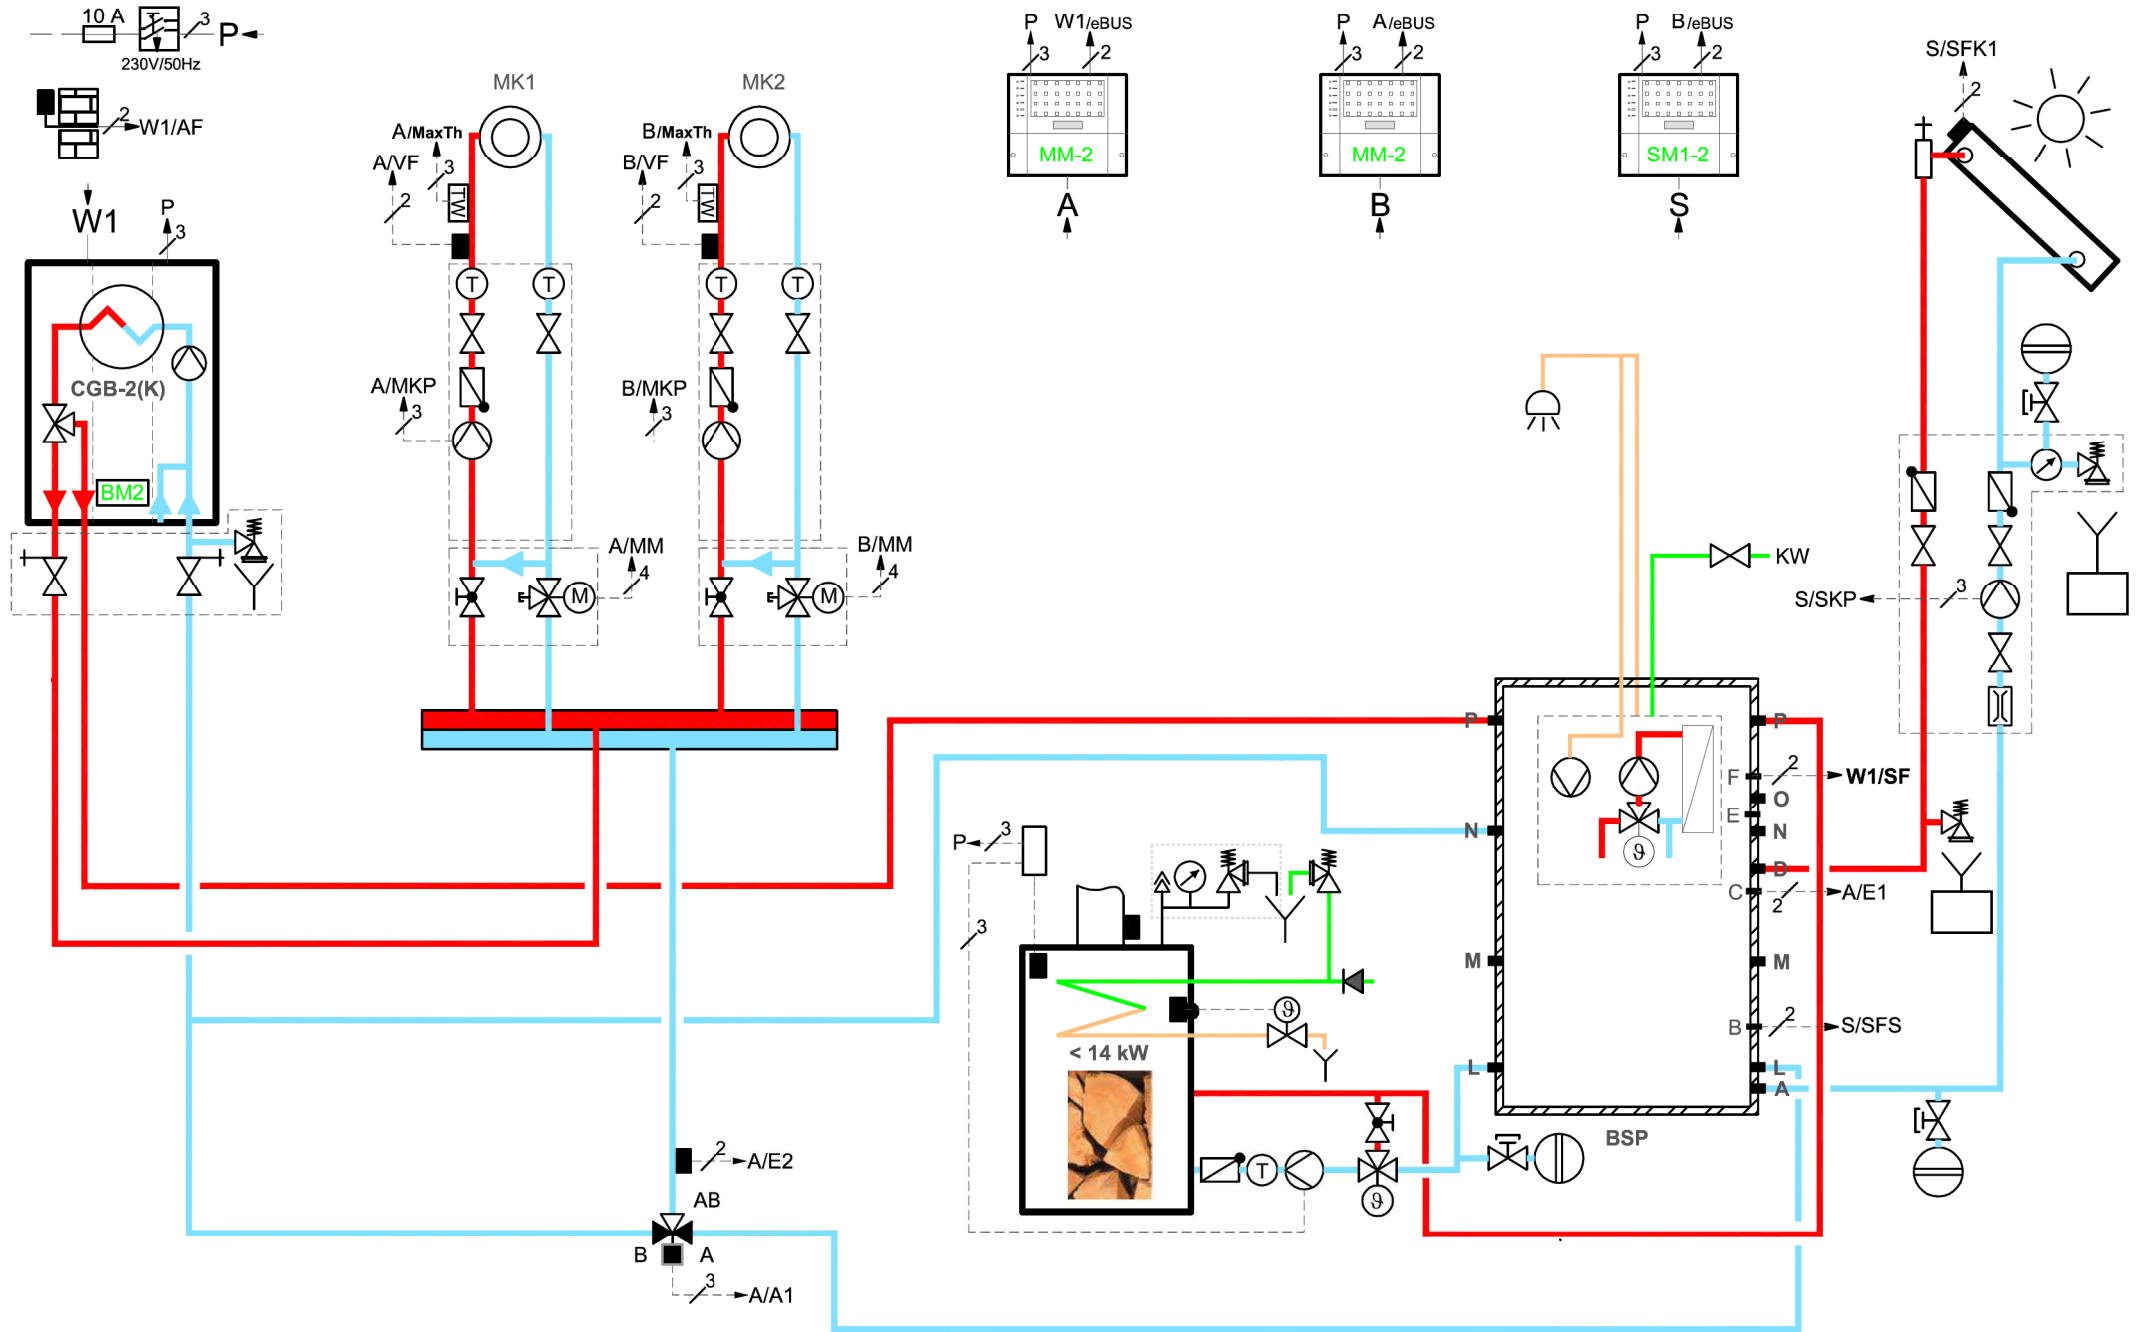 10 A
3
P
230V/50Hz
2
W1/AF
W1
P
3
CGB-2(K)
BM2
MK1
A/MaxTh
A/VF
3
2
TW
T
T
A/MKP
3
A/MM
4
M
MK2
B/MaxTh
B/VF
3
2
TW
T
T
B/MKP
3
B/MM
4
M
P W1/eBUS
3 2
MM-2
A
P A/eBUS
3 2
MM-2
B
P B/eBUS
3 2
SM1-2
S
S/SFK1
2
KW
S/SKP
3
P P
F
2
W1/SF
O
E
N N
D
C
2
A/E1
M M
B
2
S/SFS
L L
A
BSP
ϑ
P
3
3
ϑ
< 14 kW
T
ϑ
2
A/E2
AB
B A
3
A/A1